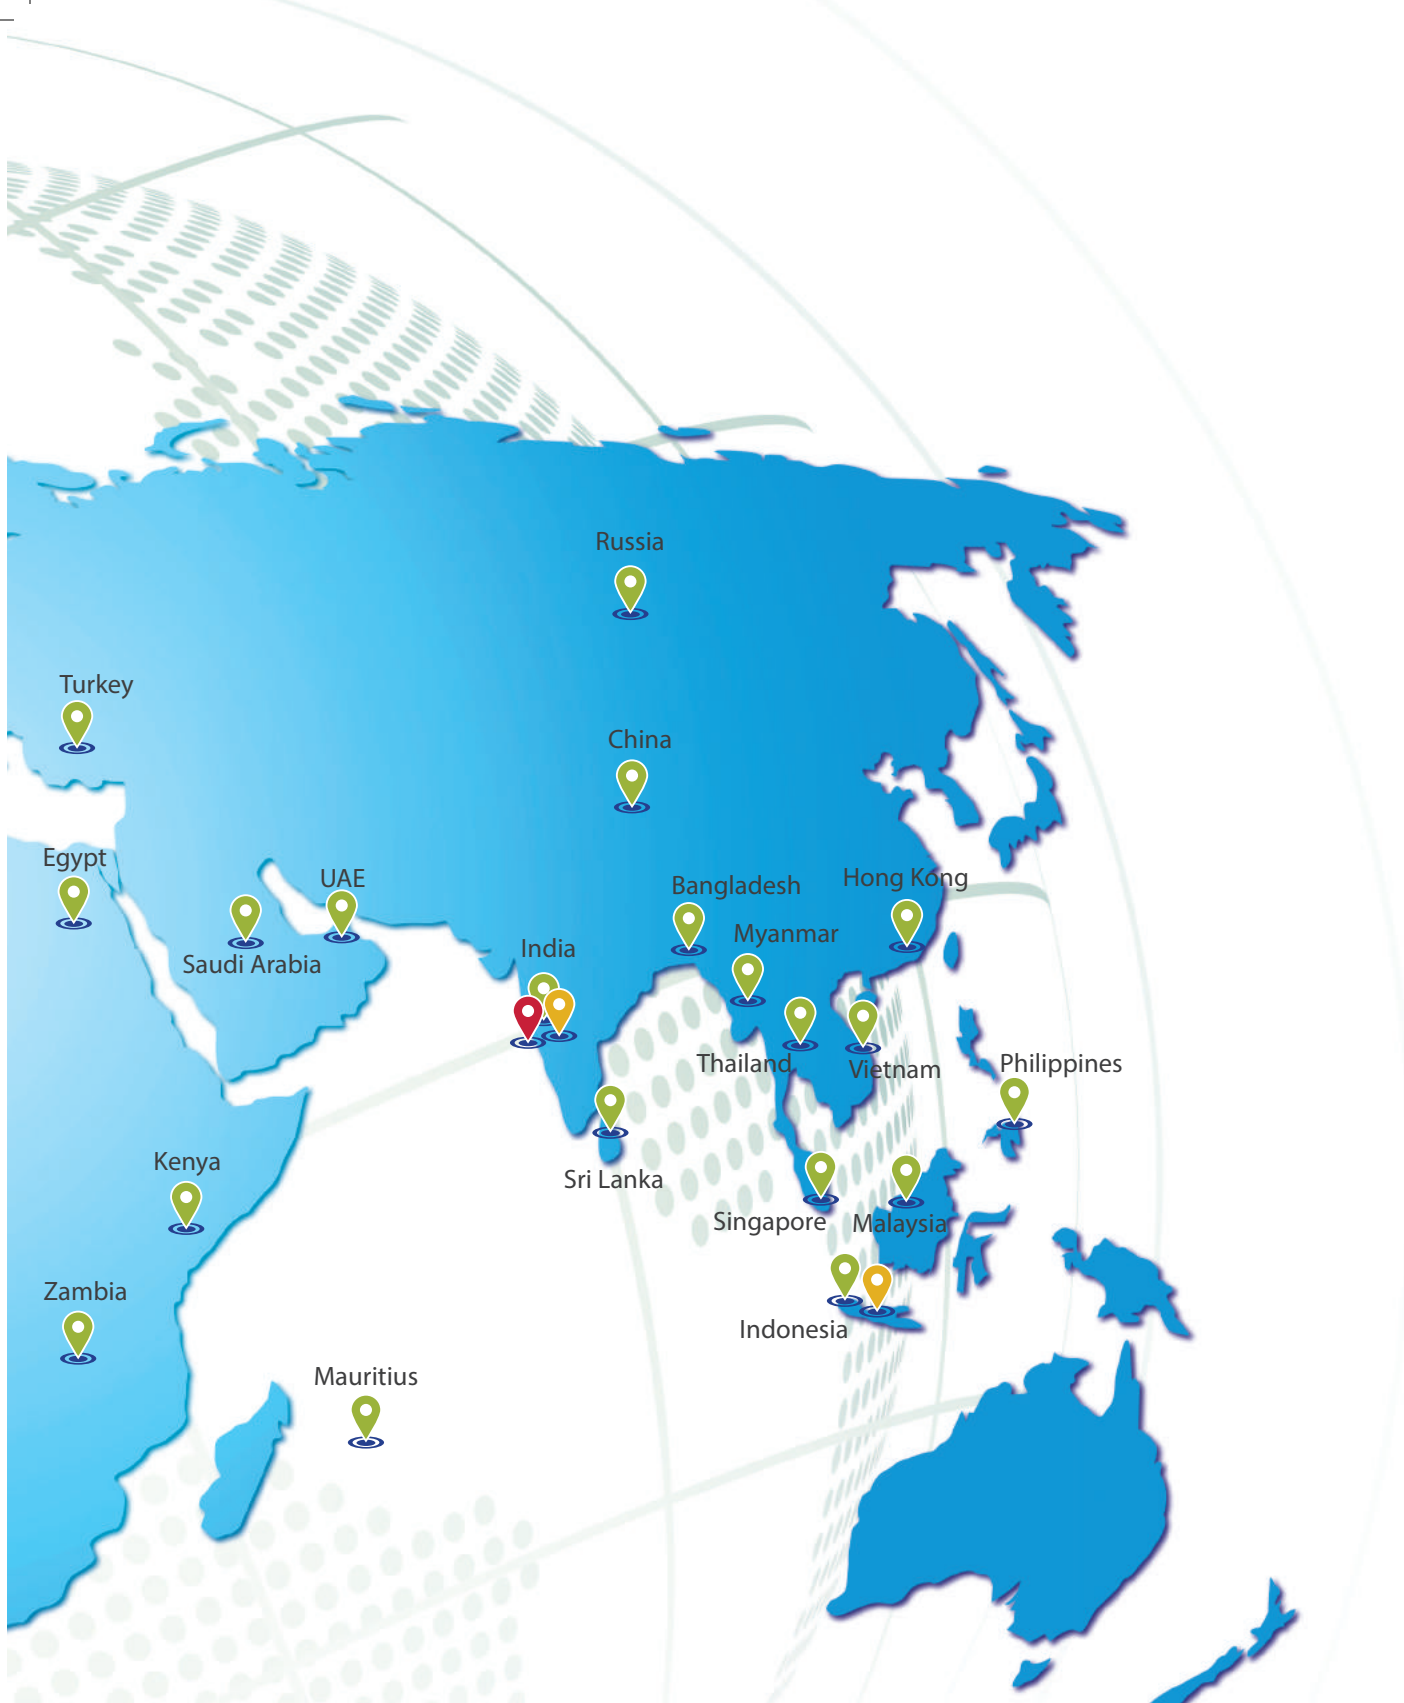 Russia
Turkey
China
Egypt
UAE
Bangladesh
Hong Kong
Myanmar
India
Saudi Arabia
Thailand
Vietnam
Philippines
Kenya
Sri Lanka
Singapore
Malaysia
Zambia
Indonesia
Mauritius